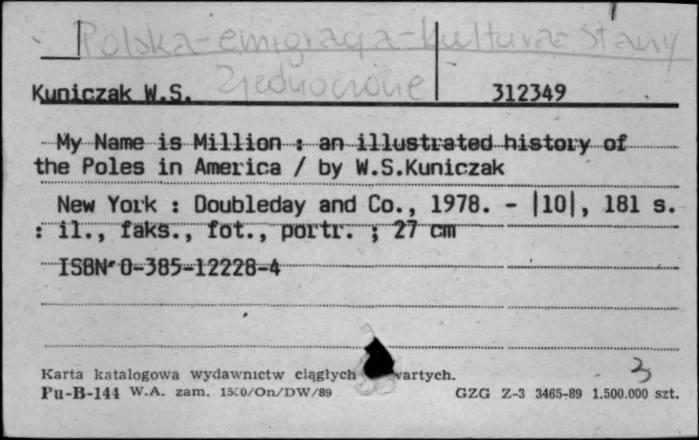 Polska-emigracja-kultura-Stany
Zjednoczone
Kuniczak W.S. 312349
My Name is Million : an illustrated history of
the Poles in America / by W.S.Kuniczak
New York : Doubleday and Co., 1978. - |10|, 181 s.
: il., faks., fot., portr. ; 27 cm
ISBN 0-385-12228-4
3
Karta katalogowa wydawnictw ciągłych wartych.
Pu-B-144 W.A. zam. 1500/On/DW/89 GZG Z-3 3465-89 1.500.000 szt.